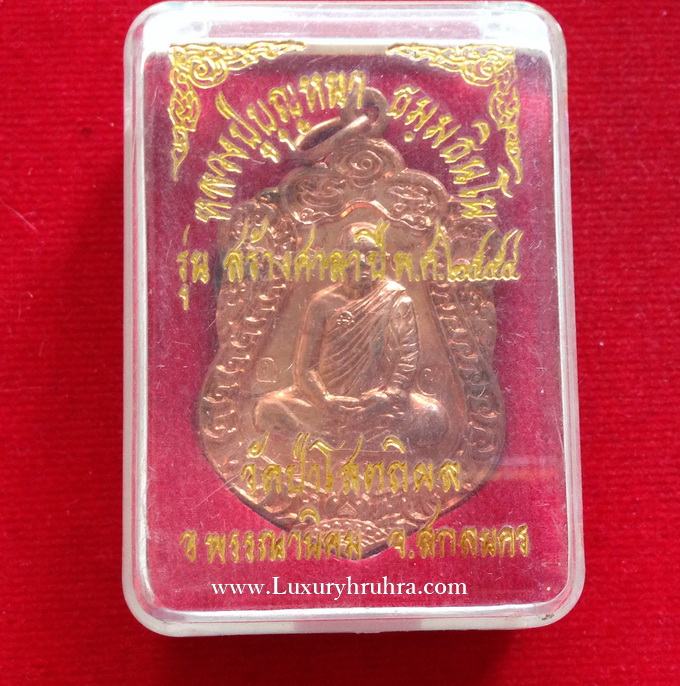 หลวงปู่บุญหนา ธมฺมทินโน
รุ่น สร้างศาลา ปี พ.ศ.๒๕๕๔
วัดป่าโสตถิผล
อ พรรณานิคม จ.สกลนคร
www.Luxuryhruhra.com